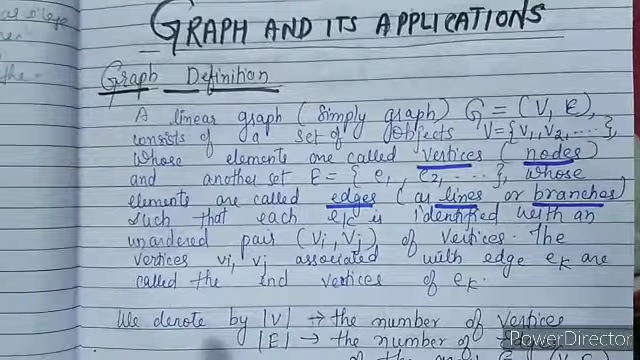 GRAPH AND ITS APPLICATIONS
Graph Definition
A linear graph (Simply graph) G = (V, E),
consists of a set of objects V = {v1, v2, ....},
whose elements are called vertices (nodes)
and another set E = { e1, e2, ... }, whose
elements are called edges (as lines or branches)
such that each eK is identified with an
unordered pair (Vi, Vj) of vertices. The
vertices vi, vj associated with edge eK are
called the end vertices of eK.
We denote by |V| → the number of vertices
|E| → the number of
PRODUCED WITH
PowerDirector